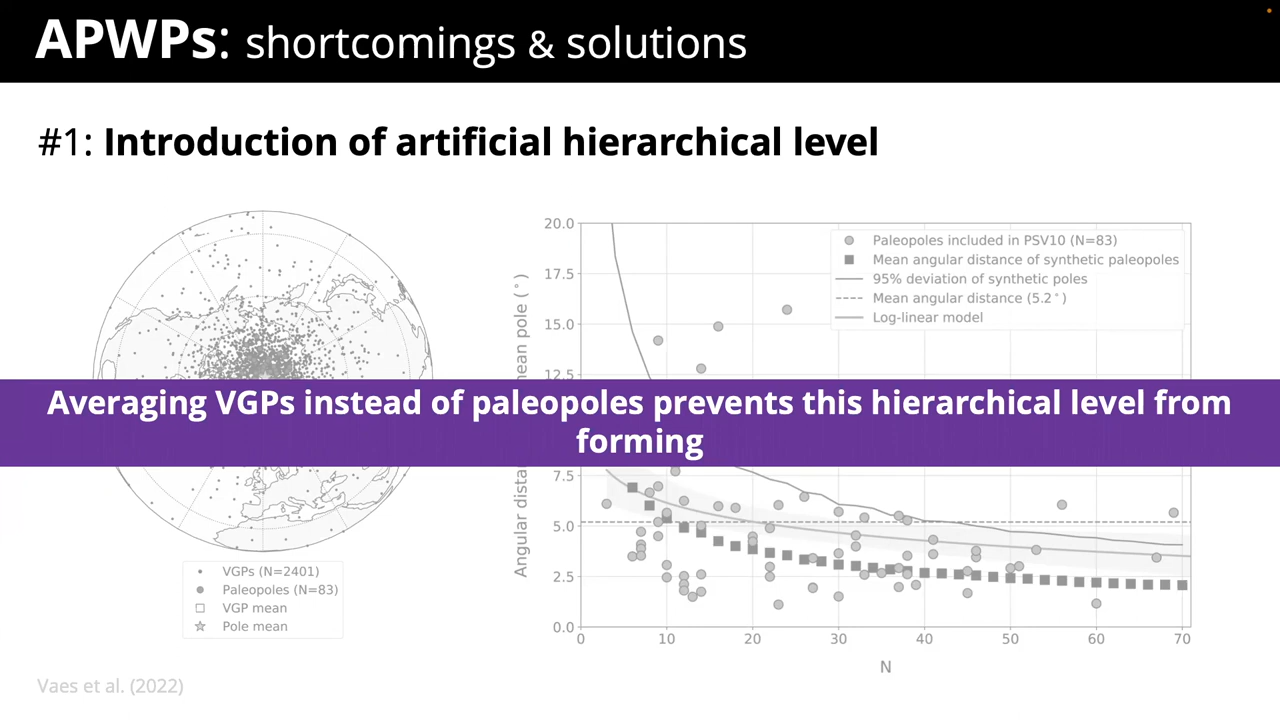 APWPs: shortcomings & solutions
#1: Introduction of artificial hierarchical level
Averaging VGPs instead of paleopoles prevents this hierarchical level from
forming
VGPs (N=2401)
Paleopoles (N=83)
VGP mean
Pole mean
Paleopoles included in PSV10 (N=83)
Mean angular distance of synthetic paleopoles
95% deviation of synthetic poles
Mean angular distance (5.2°)
Log-linear model
20.0
17.5
15.0
12.5
7.5
5.0
2.5
0.0
0 10 20 30 40 50 60 70
N
Angular dista
mean pole (°)
Vaes et al. (2022)